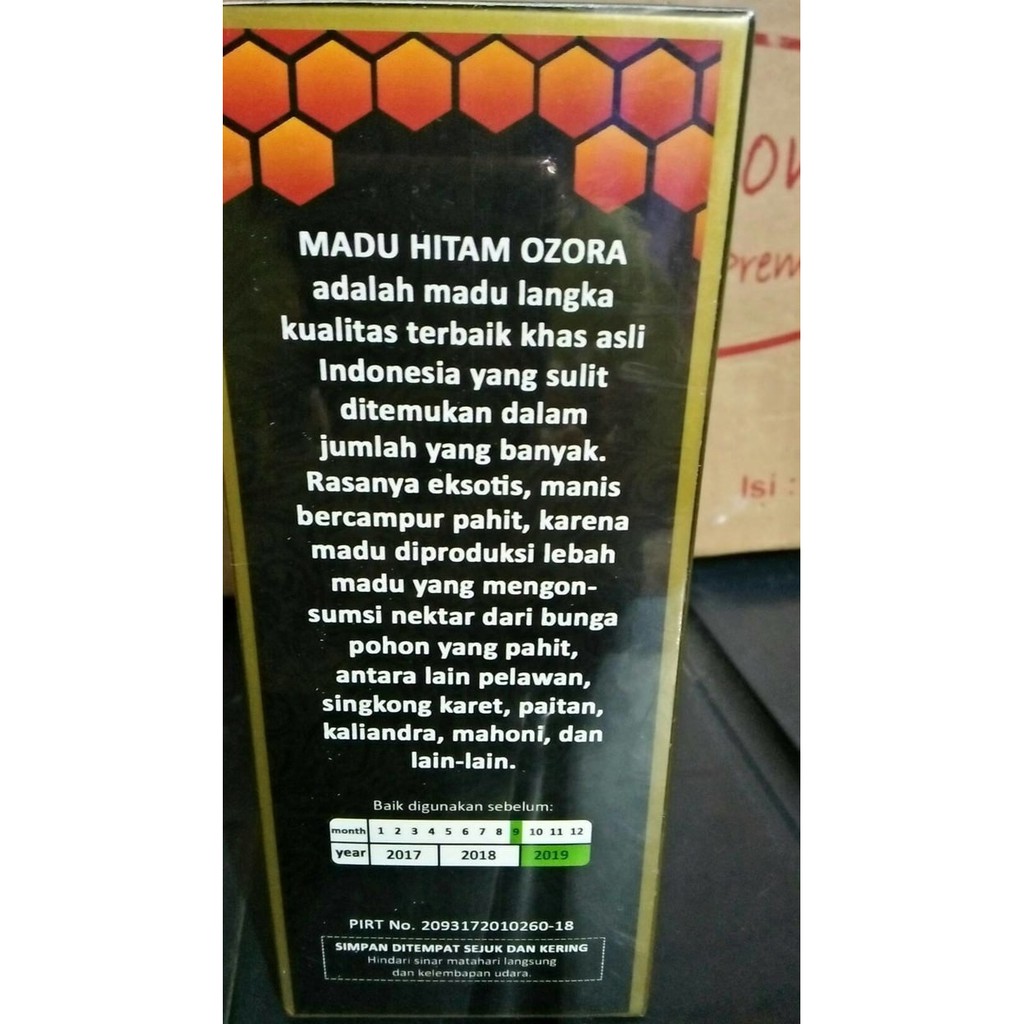 MADU HITAM OZORA
adalah madu langka
kualitas terbaik khas asli
Indonesia yang sulit
ditemukan dalam
jumlah yang banyak.
Rasanya eksotis, manis
bercampur pahit, karena
madu diproduksi lebah
madu yang mengon-
sumsi nektar dari bunga
pohon yang pahit,
antara lain pelawan,
singkong karet, paitan,
kaliandra, mahoni, dan
lain-lain.
Baik digunakan sebelum:
month 1 2 3 4 5 6 7 8 9 10 11 12
year 2017 2018 2019
PIRT No. 2093172010260-18
SIMPAN DITEMPAT SEJUK DAN KERING
Hindari sinar matahari langsung
dan kelembapan udara.
Isi :